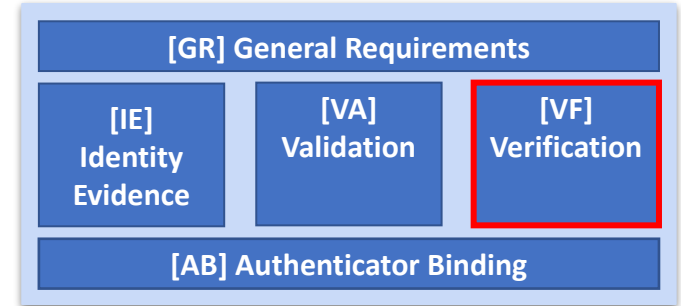 [GR] General Requirements
[IE]
Identity
Evidence
[VA]
Validation
[VF]
Verification
[AB] Authenticator Binding